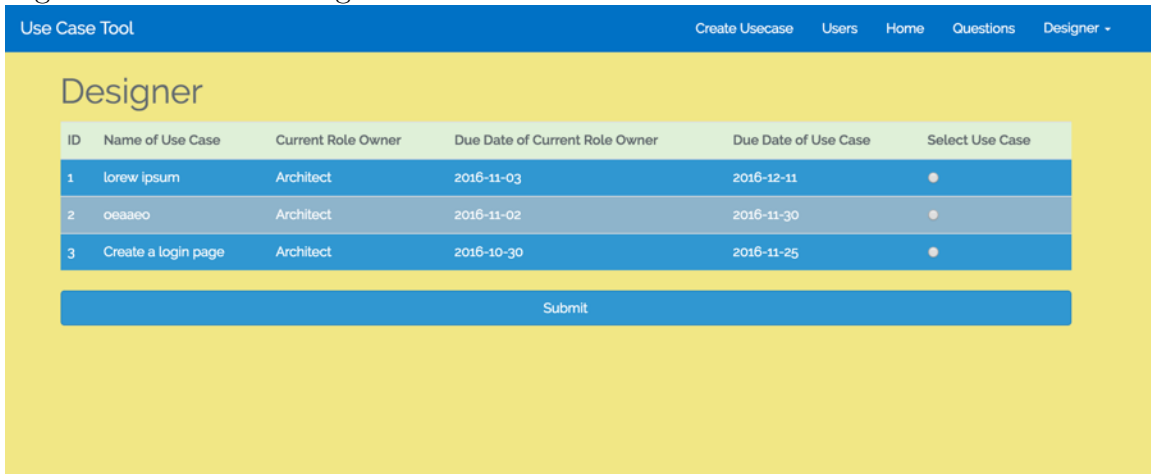 Use Case Tool Create Usecase Users Home Questions Designer
Designer
ID Name of Use Case Current Role Owner Due Date of Current Role Owner Due Date of Use Case Select Use Case
1 lorew ipsum Architect 2016-11-03 2016-12-11
2 oeaaeo Architect 2016-11-02 2016-11-30
3 Create a login page Architect 2016-10-30 2016-11-25
Submit